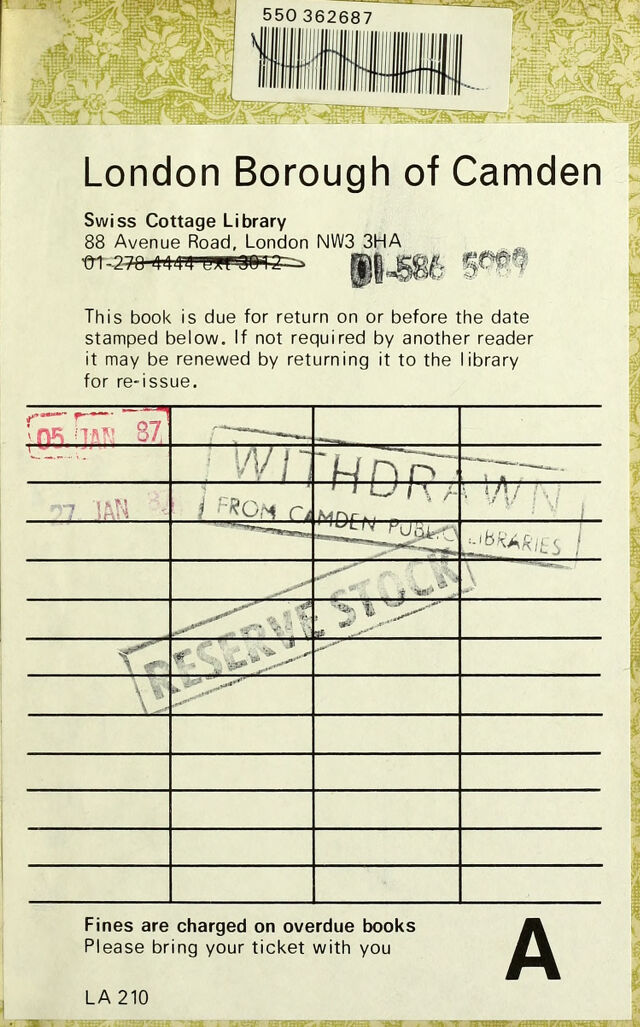 550 362687
London Borough of Camden
Swiss Cottage Library
88 Avenue Road, London NW3 3HA
01-278 4444 ext 3012
01-586 5989
This book is due for return on or before the date
stamped below. If not required by another reader
it may be renewed by returning it to the library
for re-issue.
05 JAN 87
WITHDRAWN
FROM CAMDEN PUBLIC LIBRARIES
27 JAN
RESERVE STOCK
Fines are charged on overdue books
Please bring your ticket with you
A
LA 210